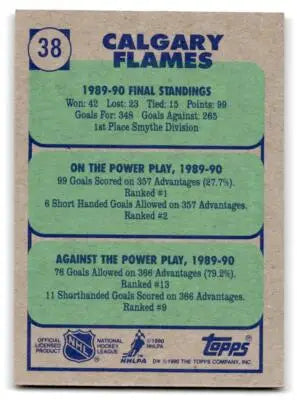 38
CALGARY
FLAMES
1989-90 FINAL STANDINGS
Won: 42 Lost: 23 Tied: 15 Points: 99
Goals For: 348 Goals Against: 265
1st Place Smythe Division
ON THE POWER PLAY, 1989-90
99 Goals Scored on 357 Advantages (27.7%).
Ranked #1
6 Short Handed Goals Allowed on 357 Advantages.
Ranked #2
AGAINST THE POWER PLAY, 1989-90
76 Goals Allowed on 366 Advantages (79.2%).
Ranked #13
11 Shorthanded Goals Scored on 366 Advantages.
Ranked #9
OFFICIAL
LICENSED
PRODUCT
NHL
NATIONAL
HOCKEY
LEAGUE
©1990
NHLPA
TOPPS
D* ©1990 THE TOPPS COMPANY, INC.